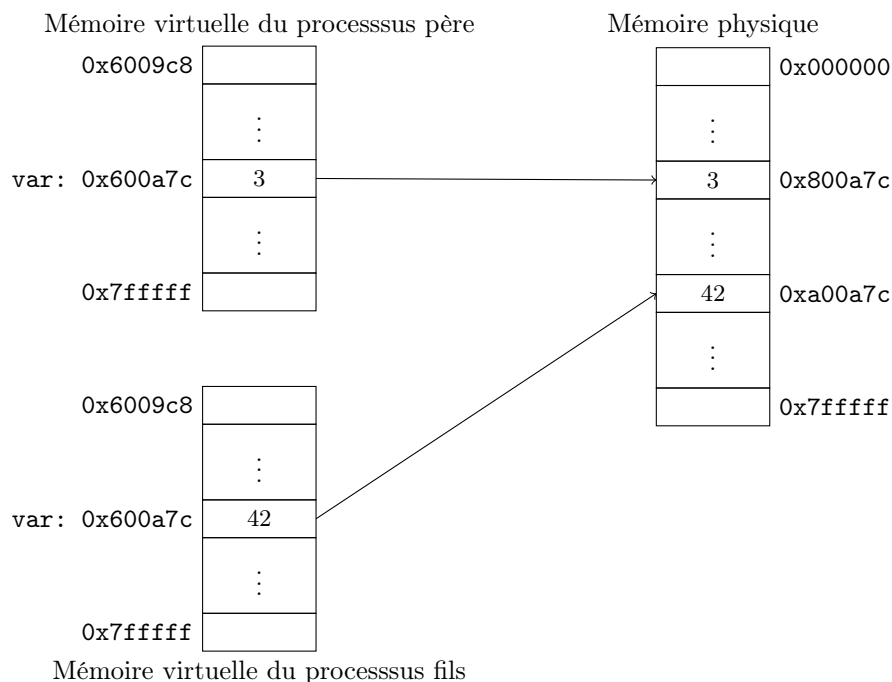 Mémoire virtuelle du processsus père
0x6009c8
⋮
var: 0x600a7c 3
⋮
0x7fffff
Mémoire physique
0x000000
⋮
3 0x800a7c
⋮
42 0xa00a7c
⋮
0x7fffff
0x6009c8
⋮
var: 0x600a7c 42
⋮
0x7fffff
Mémoire virtuelle du processsus fils